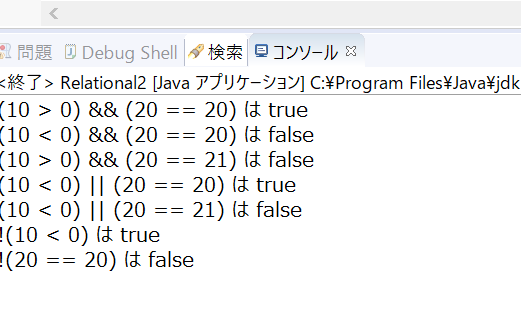 問題 Debug Shell 検索 コンソール
<終了> Relational2 [Java アプリケーション] C:¥Program Files¥Java¥jdk
(10 > 0) && (20 == 20) は true
(10 < 0) && (20 == 20) は false
(10 > 0) && (20 == 21) は false
(10 < 0) || (20 == 20) は true
(10 < 0) || (20 == 21) は false
!(10 < 0) は true
!(20 == 20) は false